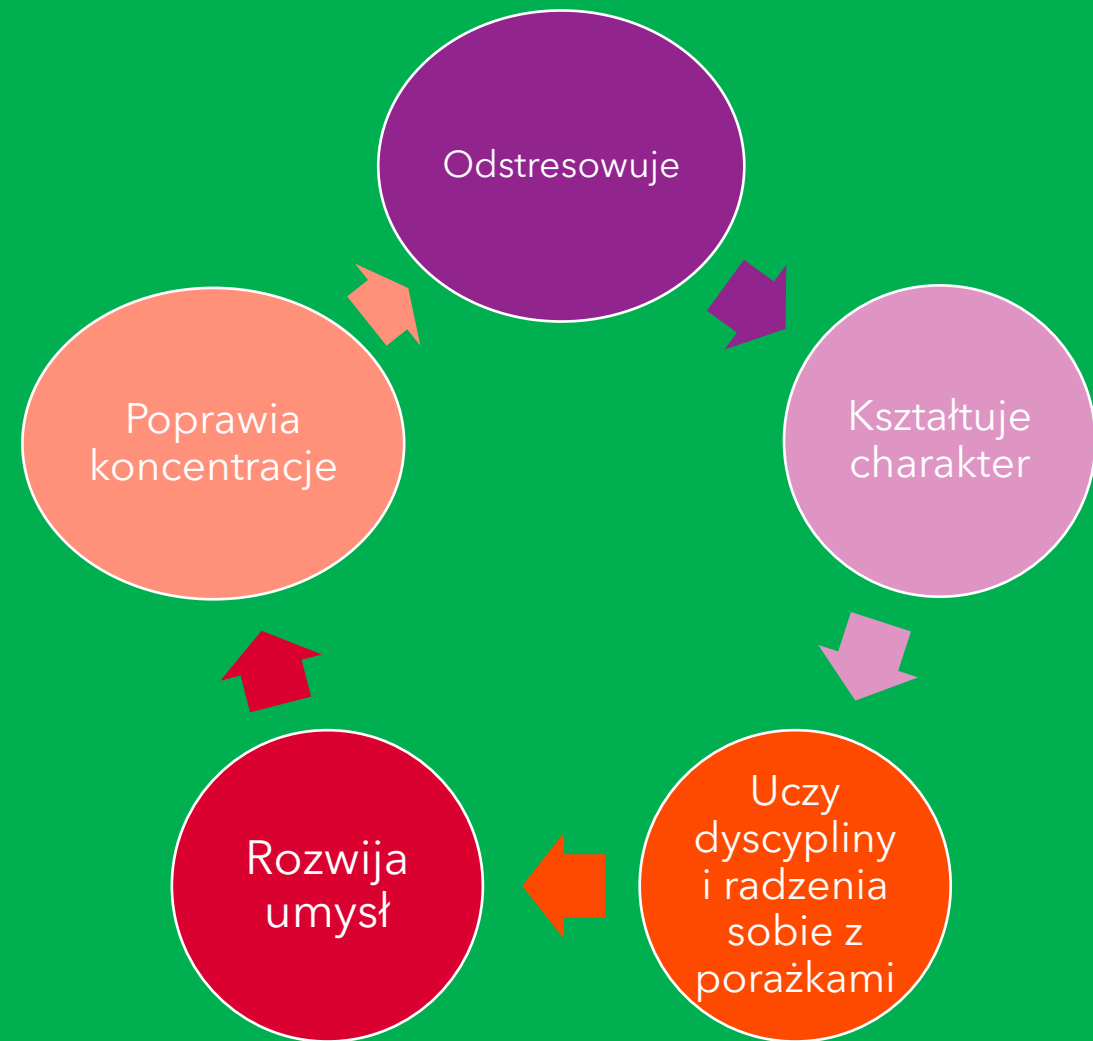 Odstresowuje
Kształtuje
charakter
Uczy
dyscypliny
i radzenia
sobie z
porażkami
Rozwija
umysł
Poprawia
koncentracje